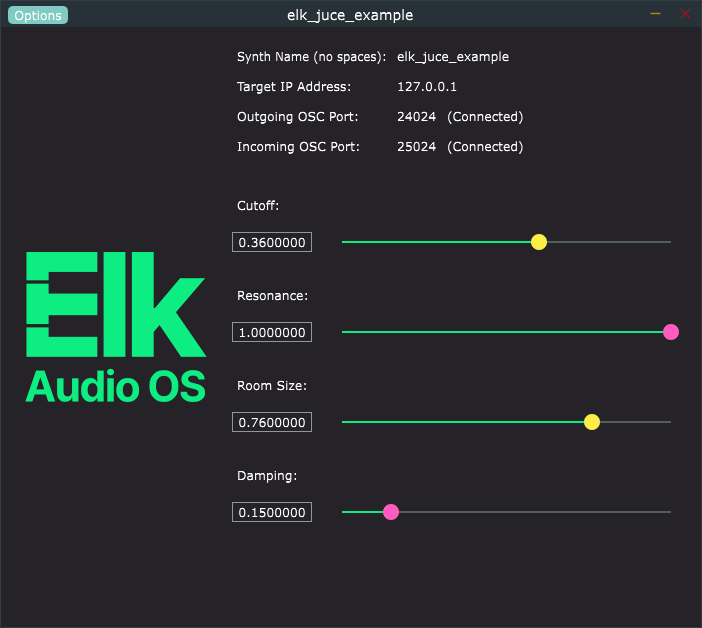 Options
elk_juce_example
Synth Name (no spaces): elk_juce_example
Target IP Address: 127.0.0.1
Outgoing OSC Port: 24024 (Connected)
Incoming OSC Port: 25024 (Connected)
Cutoff:
0.3600000
Resonance:
1.0000000
Room Size:
0.7600000
Damping:
0.1500000
Elk
Audio OS